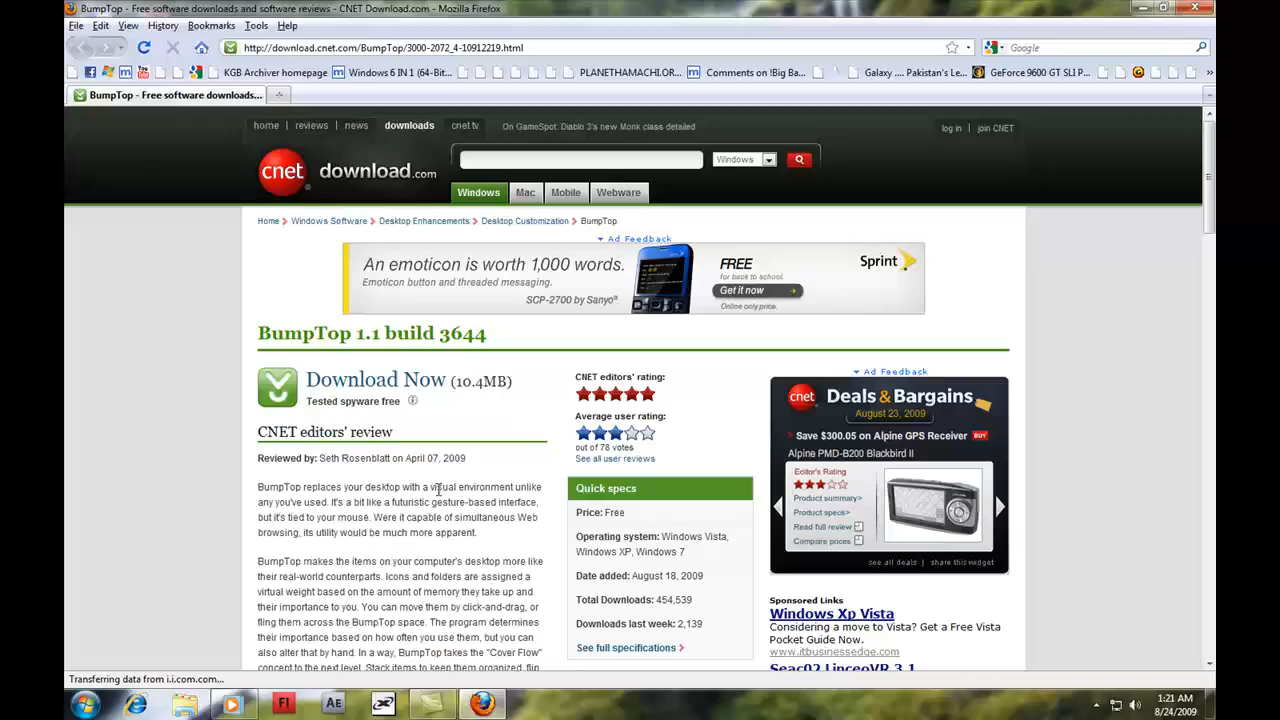 BumpTop - Free software downloads and software reviews - CNET Download.com - Mozilla Firefox
File Edit View History Bookmarks Tools Help
http://download.cnet.com/BumpTop/3000-2072_4-10912219.html
Google
KGB Archiver homepage
Windows 6 IN 1 (64-Bit...
PLANETHAMACHI.OR...
Comments on !Big Ba...
Galaxy .... Pakistan's Le...
GeForce 9600 GT SLI P...
BumpTop - Free software downloads...
home reviews news downloads cnet tv On GameSpot: Diablo 3's new Monk class detailed
log in join CNET
cnet download.com
Windows
Windows Mac Mobile Webware
Home Windows Software Desktop Enhancements Desktop Customization BumpTop
Ad Feedback
An emoticon is worth 1,000 words.
Emoticon button and threaded messaging.
SCP-2700 by Sanyo®
FREE
for back to school.
Get it now
Online only price.
Sprint
BumpTop 1.1 build 3644
Download Now (10.4MB)
Tested spyware free
CNET editors' review
Reviewed by: Seth Rosenblatt on April 07, 2009
BumpTop replaces your desktop with a virtual environment unlike
any you've used. It's a bit like a futuristic gesture-based interface,
but it's tied to your mouse. Were it capable of simultaneous Web
browsing, its utility would be much more apparent.
BumpTop makes the items on your computer's desktop more like
their real-world counterparts. Icons and folders are assigned a
virtual weight based on the amount of memory they take up and
their importance to you. You can move them by click-and-drag, or
fling them across the BumpTop space. The program determines
their importance based on how often you use them, but you can
also alter that by hand. In a way, BumpTop takes the "Cover Flow"
concept to the next level. Stack items to keep them organized, flip
CNET editors' rating:
Average user rating:
out of 78 votes
See all user reviews
Quick specs
Price: Free
Operating system: Windows Vista,
Windows XP, Windows 7
Date added: August 18, 2009
Total Downloads: 454,539
Downloads last week: 2,139
See full specifications
Ad Feedback
cnet Deals & Bargains
August 23, 2009
Save $300.05 on Alpine GPS Receiver BUY
Alpine PMD-B200 Blackbird II
Editor's Rating
Product summary>
Product specs>
Read full review
Compare prices
see all deals | share this widget
Sponsored Links
Windows Xp Vista
Considering a move to Vista? Get a Free Vista
Pocket Guide Now.
www.itbusinessedge.com
Seac02 LinceoVR 3.1
Transferring data from i.i.com.com...
Fl
AE
1:21 AM
8/24/2009